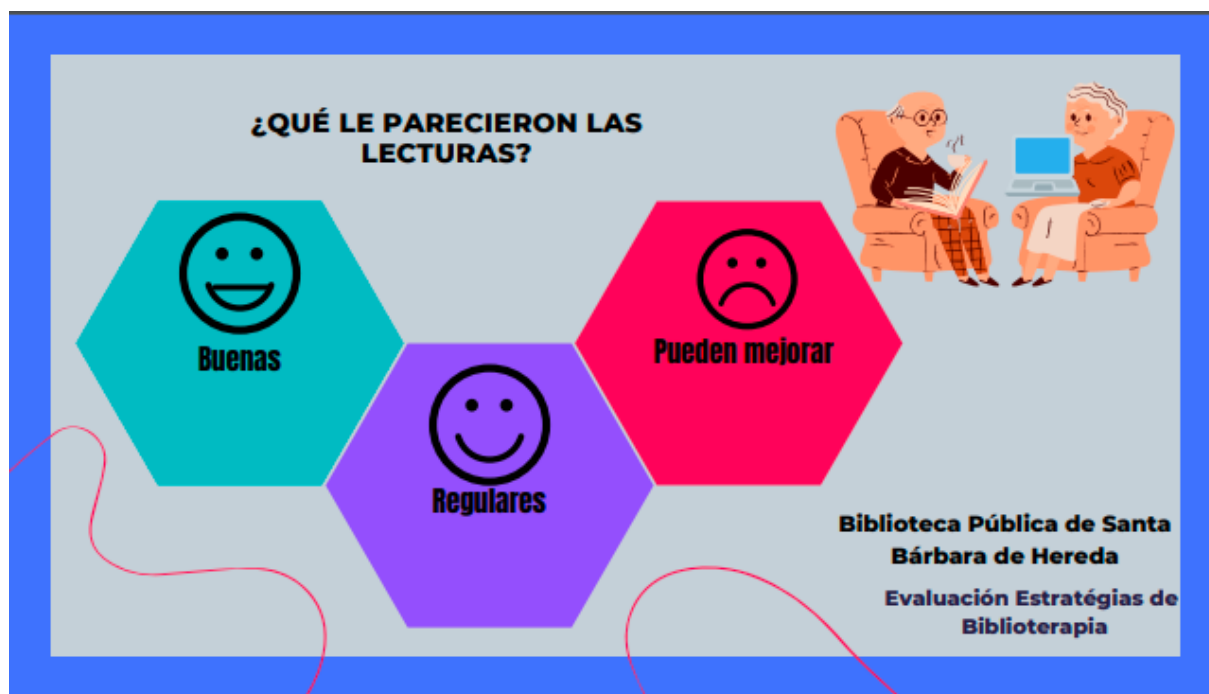 ¿QUÉ LE PARECIERON LAS
LECTURAS?
Buenas
Pueden mejorar
Regulares
Biblioteca Pública de Santa
Bárbara de Hereda
Evaluación Estratégias de
Biblioterapia